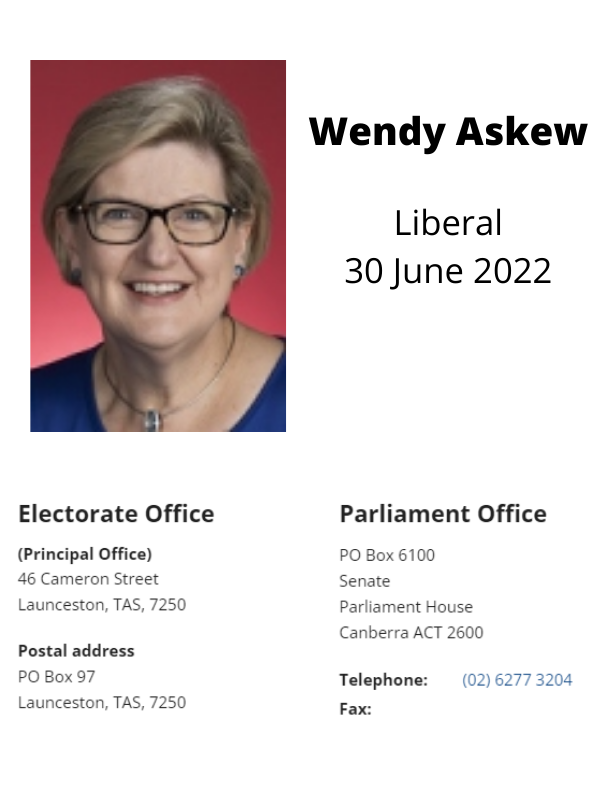 Wendy Askew
Liberal
30 June 2022
Electorate Office
(Principal Office)
46 Cameron Street
Launceston, TAS, 7250
Postal address
PO Box 97
Launceston, TAS, 7250
Parliament Office
PO Box 6100
Senate
Parliament House
Canberra ACT 2600
Telephone: (02) 6277 3204
Fax: